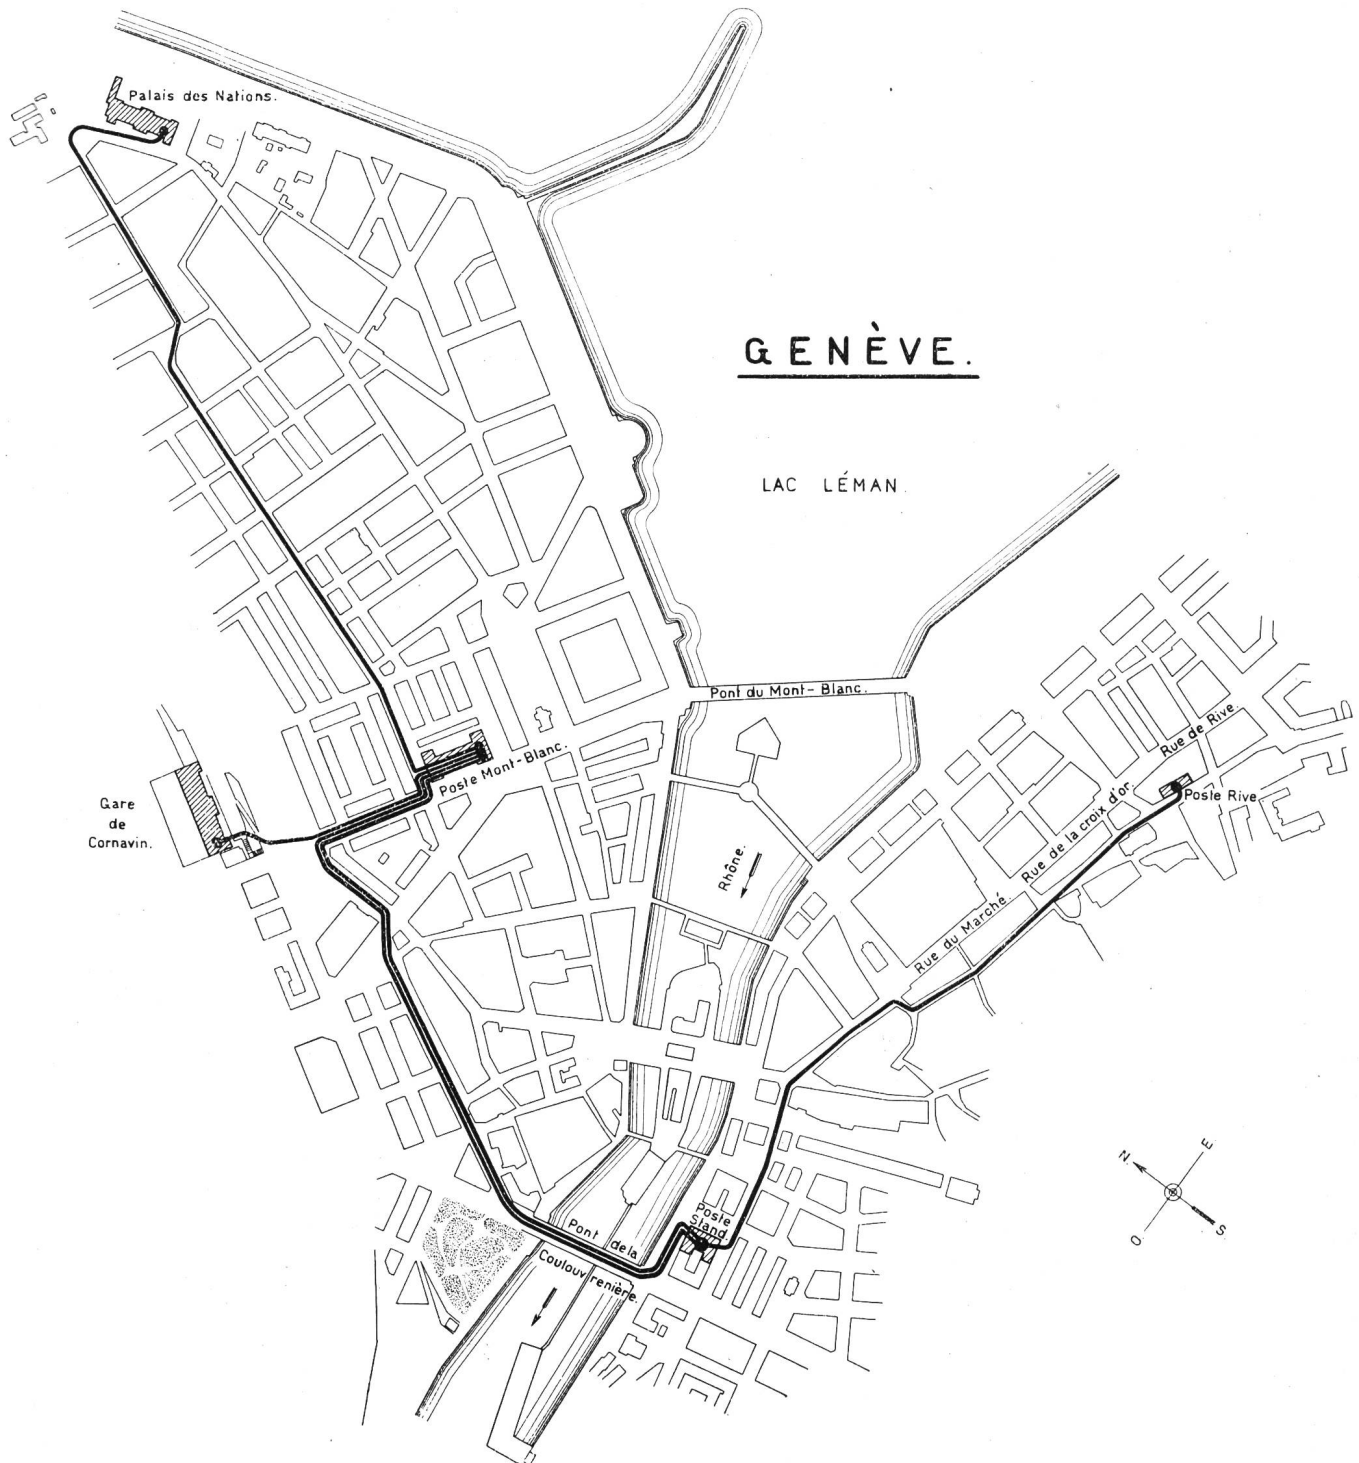 Palais des Nations.
GENÈVE.
LAC LÉMAN.
Pont du Mont-Blanc.
Rue de Rive.
Poste Mont-Blanc.
Poste Rive.
Gare
de
Cornavin.
Rue de la croix d'or.
Rhône.
Rue du Marché.
N.
E
O
S.
Poste
Stand
Pont de la
Coulouvrenière.